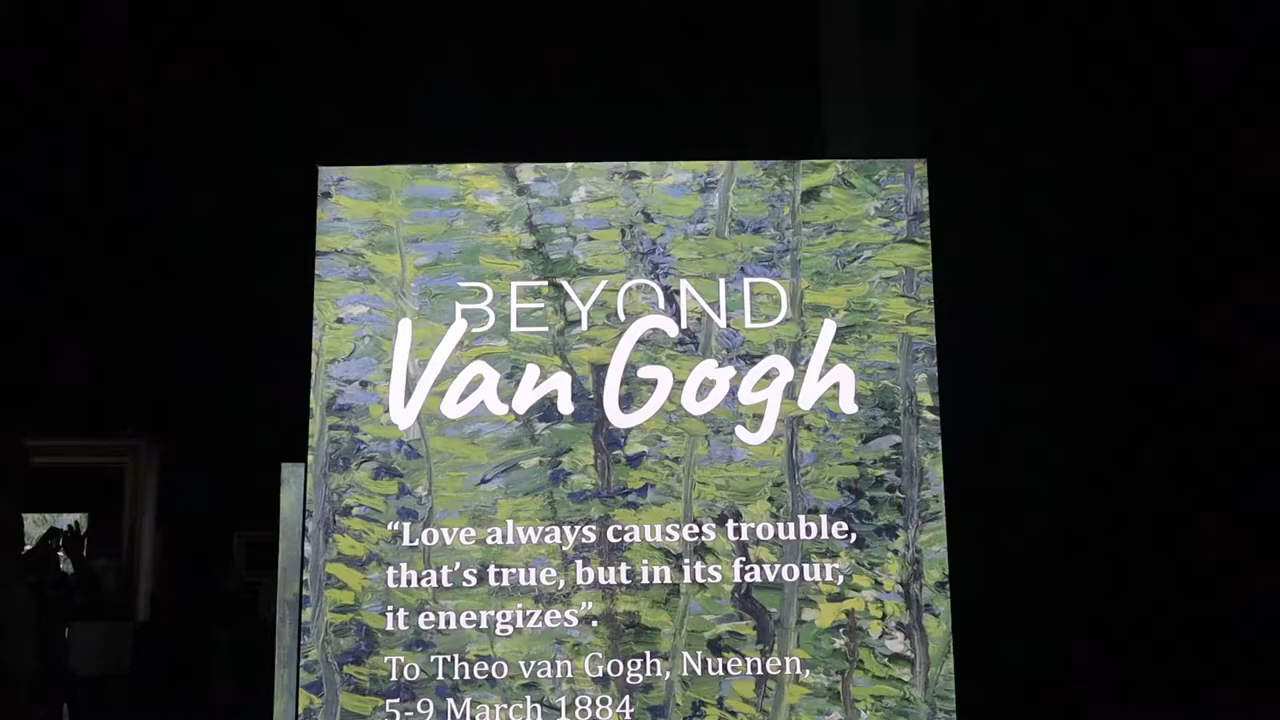 BEYOND
Van Gogh
“Love always causes trouble,
that’s true, but in its favour,
it energizes”.
To Theo van Gogh, Nuenen,
5-9 March 1884